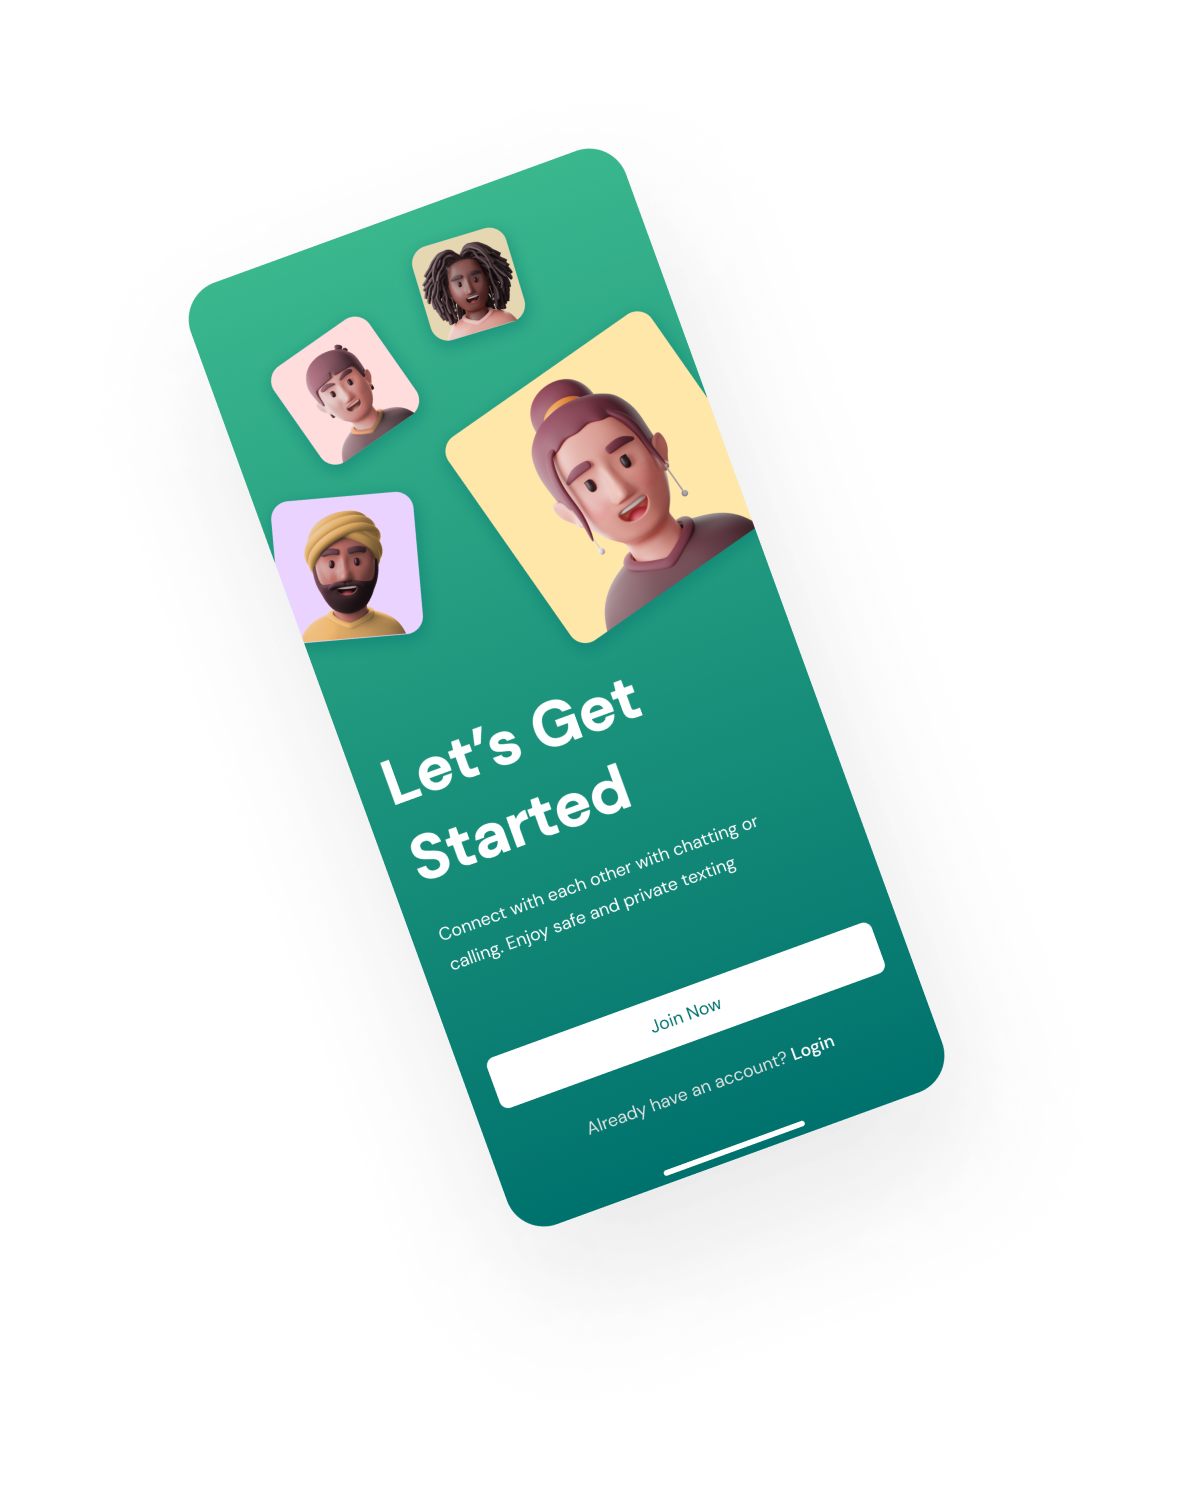 Let's Get
Started
Connect with each other with chatting or
calling. Enjoy safe and private texting
Join Now
Already have an account? Login